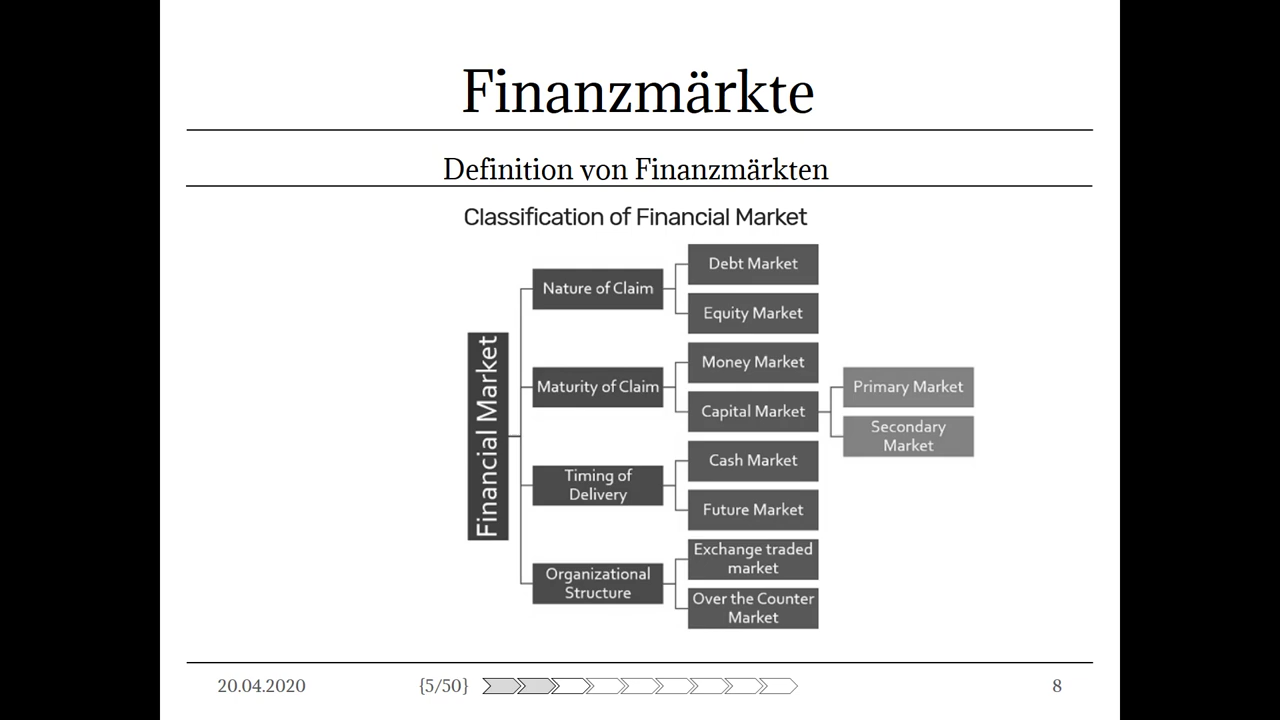 Finanzmärkte
Definition von Finanzmärkten
Classification of Financial Market
Financial Market
Nature of Claim
Debt Market
Equity Market
Maturity of Claim
Money Market
Capital Market
Primary Market
Secondary
Market
Timing of
Delivery
Cash Market
Future Market
Organizational
Structure
Exchange traded
market
Over the Counter
Market
20.04.2020
{5/50}
8